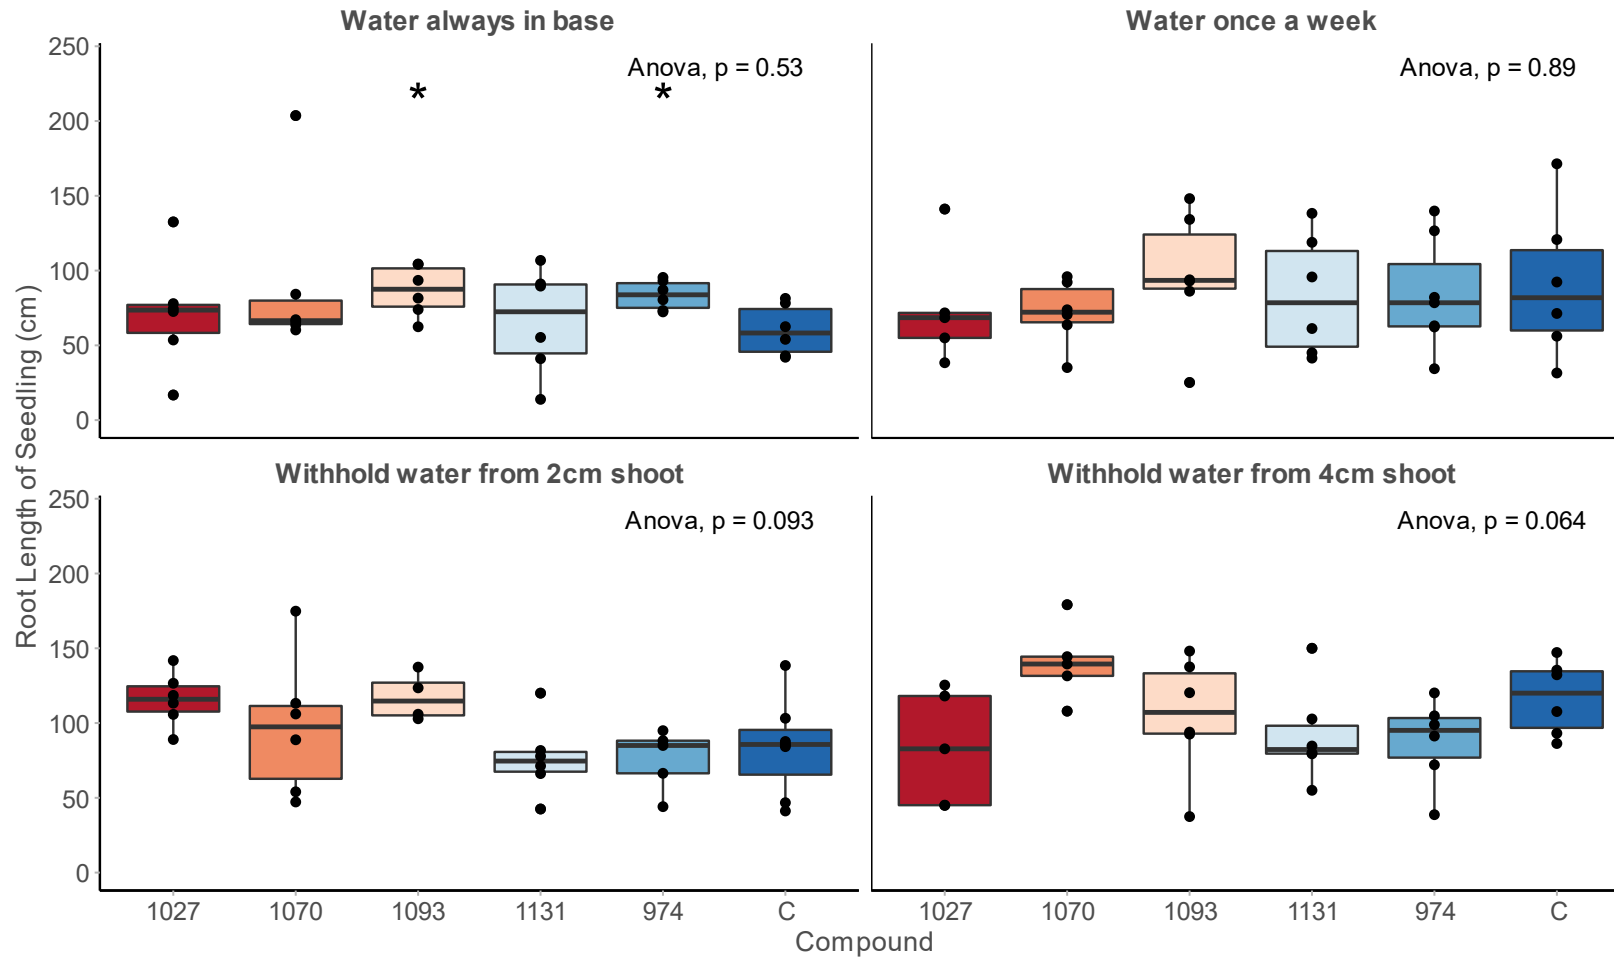 Water always in base
Water once a week
Anova, p = 0.53
Anova, p = 0.89
* *
250
200
150
100
50
0
Withhold water from 2cm shoot
Withhold water from 4cm shoot
Anova, p = 0.093
Anova, p = 0.064
250
200
150
100
50
0
Root Length of Seedling (cm)
1027 1070 1093 1131 974 C
1027 1070 1093 1131 974 C
Compound